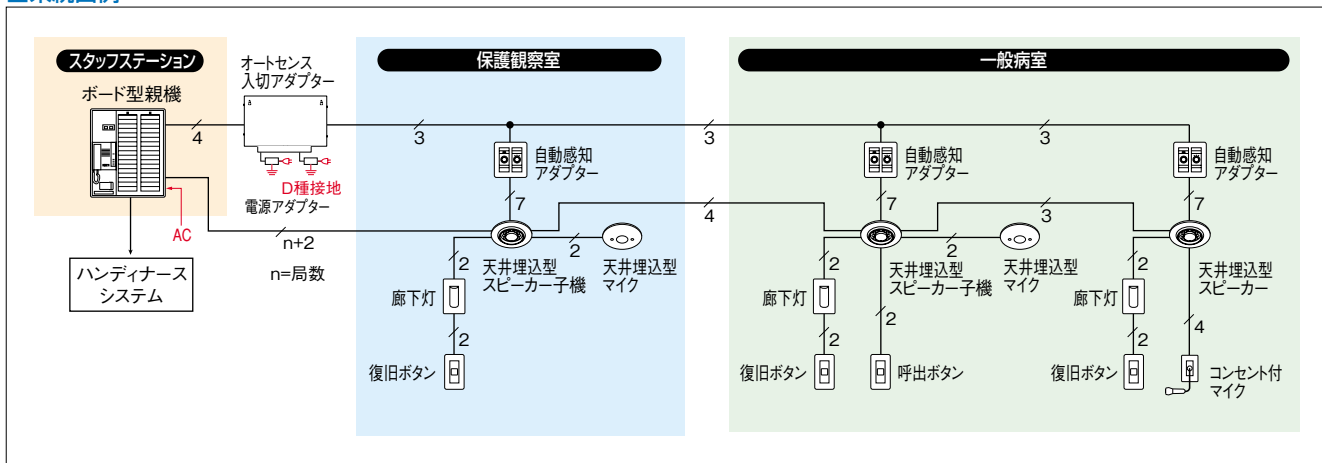 スタッフステーション
ボード型親機
AC
ハンディナース
システム
オートセンス
入切アダプター
D種接地
電源アダプター
4
n+2
n=局数
保護観察室
3
自動感知
アダプター
7
2
天井埋込型
スピーカー子機
天井埋込型
マイク
2
廊下灯
2
復旧ボタン
3
4
一般病室
自動感知
アダプター
7
3
3
2
天井埋込型
スピーカー子機
天井埋込型
マイク
2
廊下灯
2
復旧ボタン
2
呼出ボタン
自動感知
アダプター
7
天井埋込型
スピーカー
2
廊下灯
2
復旧ボタン
4
コンセント付
マイク